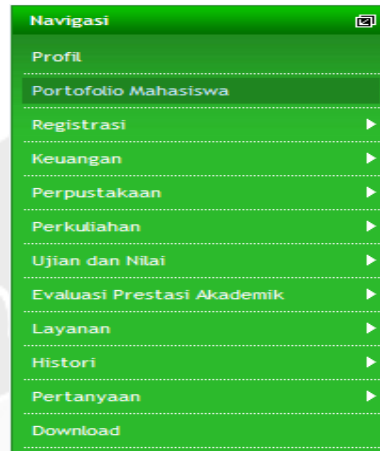 Navigasi
Profil
Portofolio Mahasiswa
Registrasi
Keuangan
Perpustakaan
Perkuliahan
Ujian dan Nilai
Evaluasi Prestasi Akademik
Layanan
Histori
Pertanyaan
Download